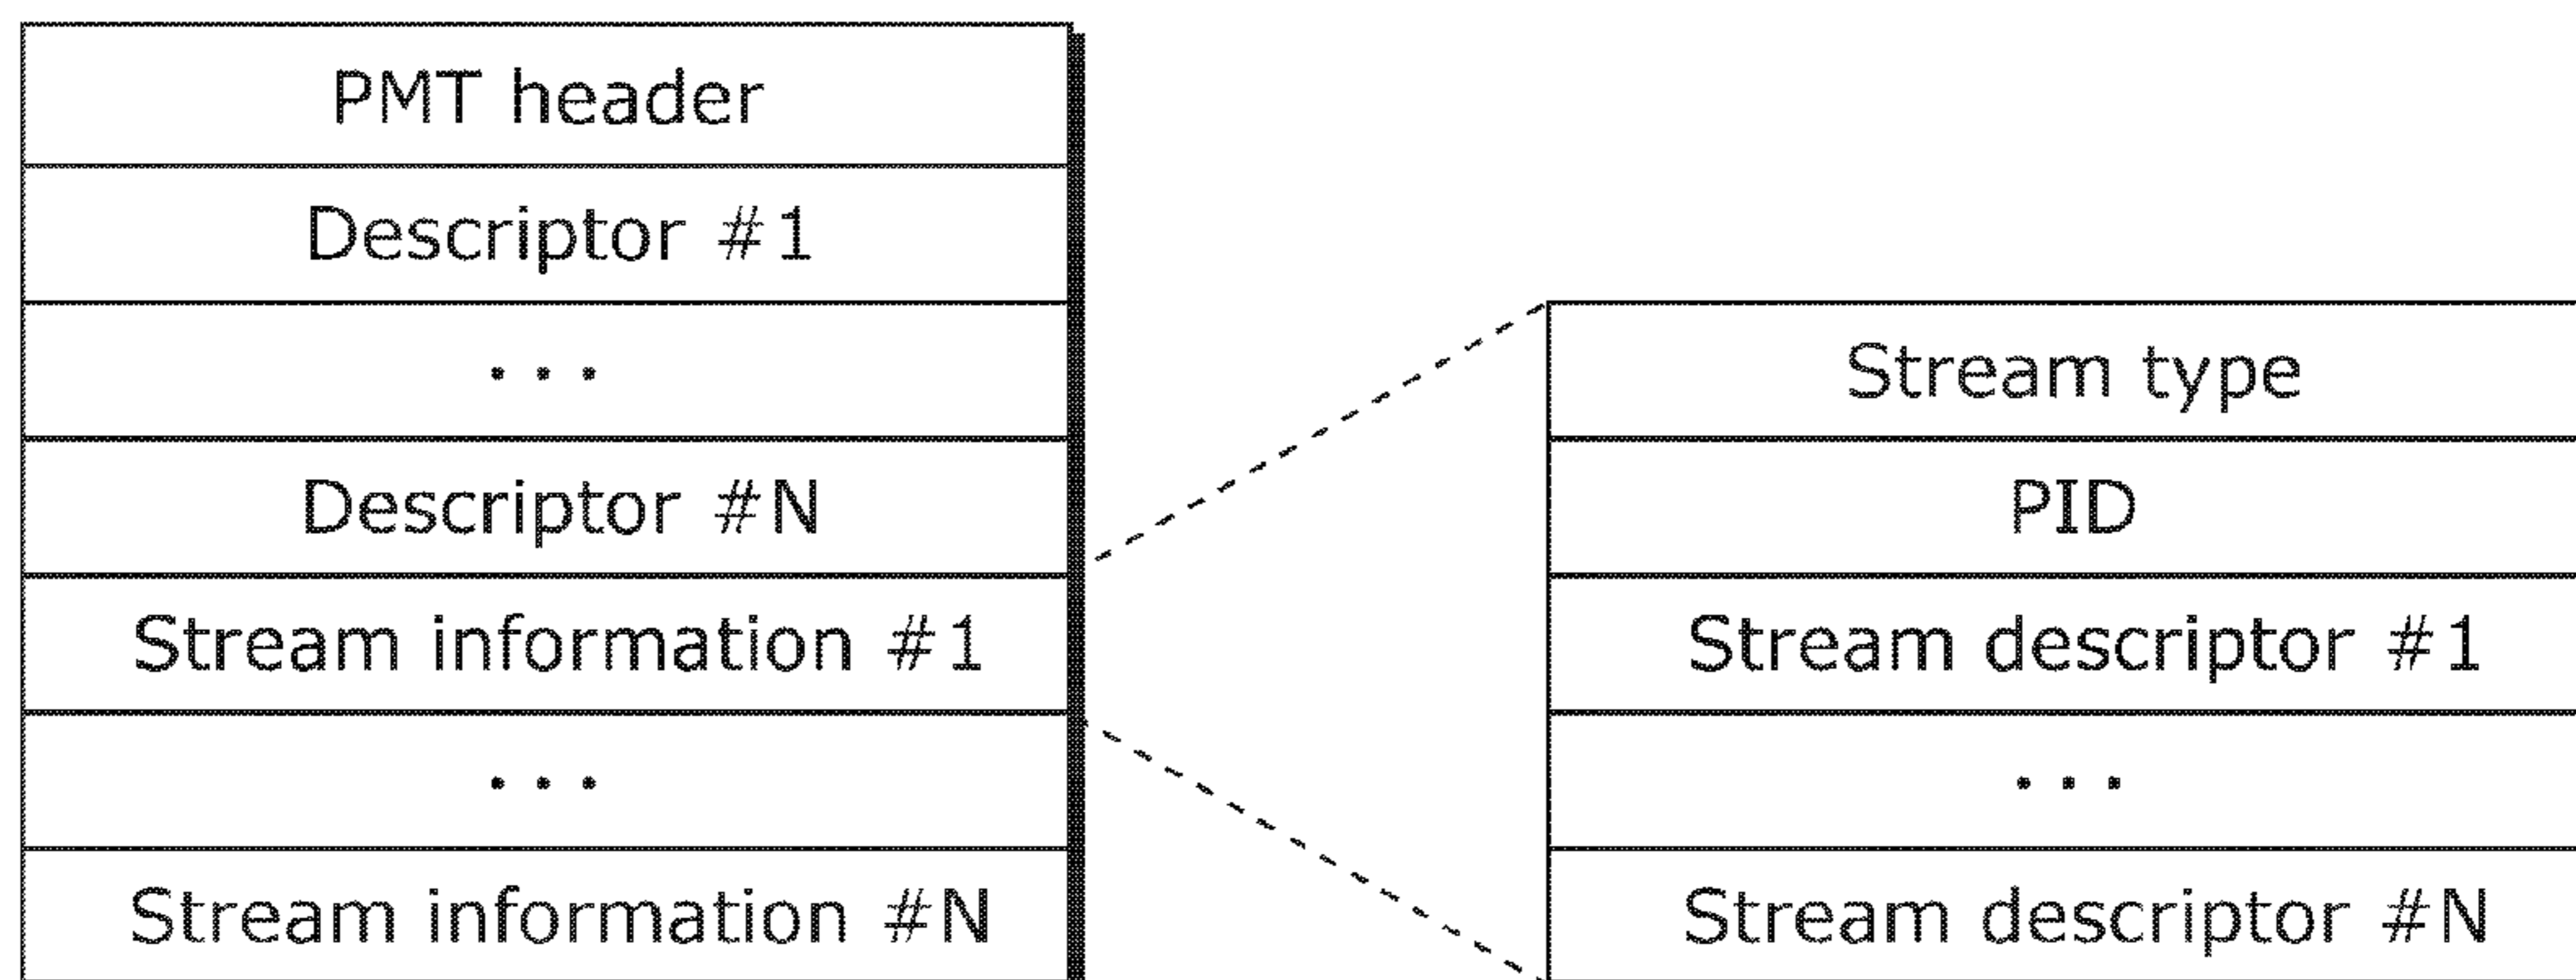 PMT header
Descriptor #1
...
Descriptor #N
Stream information #1
...
Stream information #N
Stream type
PID
Stream descriptor #1
...
Stream descriptor #N